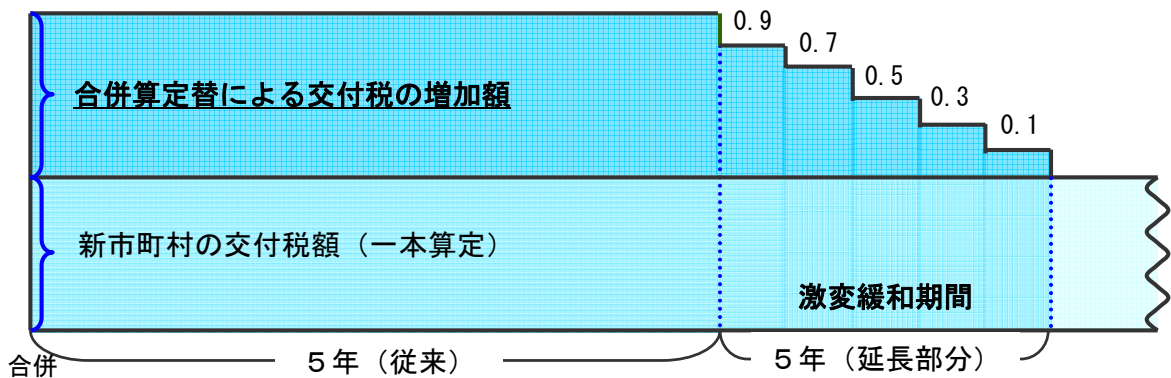 0.9
0.7
0.5
0.3
0.1
合併算定替による交付税の増加額
新市町村の交付税額（一本算定）
激変緩和期間
合併
５年（従来）
５年（延長部分）